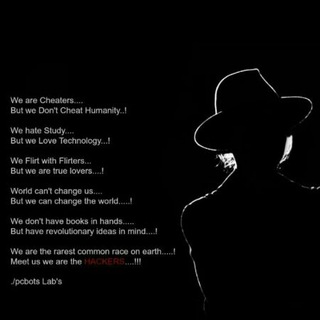 We are Cheaters....
But we Don't Cheat Humanity..!
We hate Study....
But we Love Technology...!
We Flirt with Flirters...
But we are true lovers....!
World can't change us....
But we can change the world.....!
We don't have books in hands.....
But have revolutionary ideas in mind....!
We are the rarest common race on earth.....!
Meet us we are the HACKERS....!!!
./pcbots Lab's